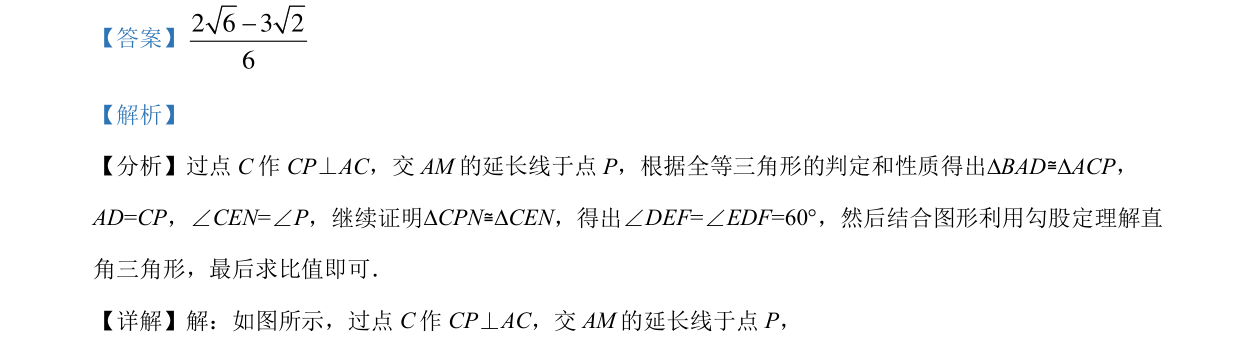 【答案】$\frac{2\sqrt{6}-3\sqrt{2}}{6}$
【解析】
【分析】过点 C 作 CP⊥AC，交 AM 的延长线于点 P，根据全等三角形的判定和性质得出ΔBAD≌ΔACP，
AD=CP，∠CEN=∠P，继续证明ΔCPN≌ΔCEN，得出∠DEF=∠EDF=60°，然后结合图形利用勾股定理解直
角三角形，最后求比值即可．
【详解】解：如图所示，过点 C 作 CP⊥AC，交 AM 的延长线于点 P，